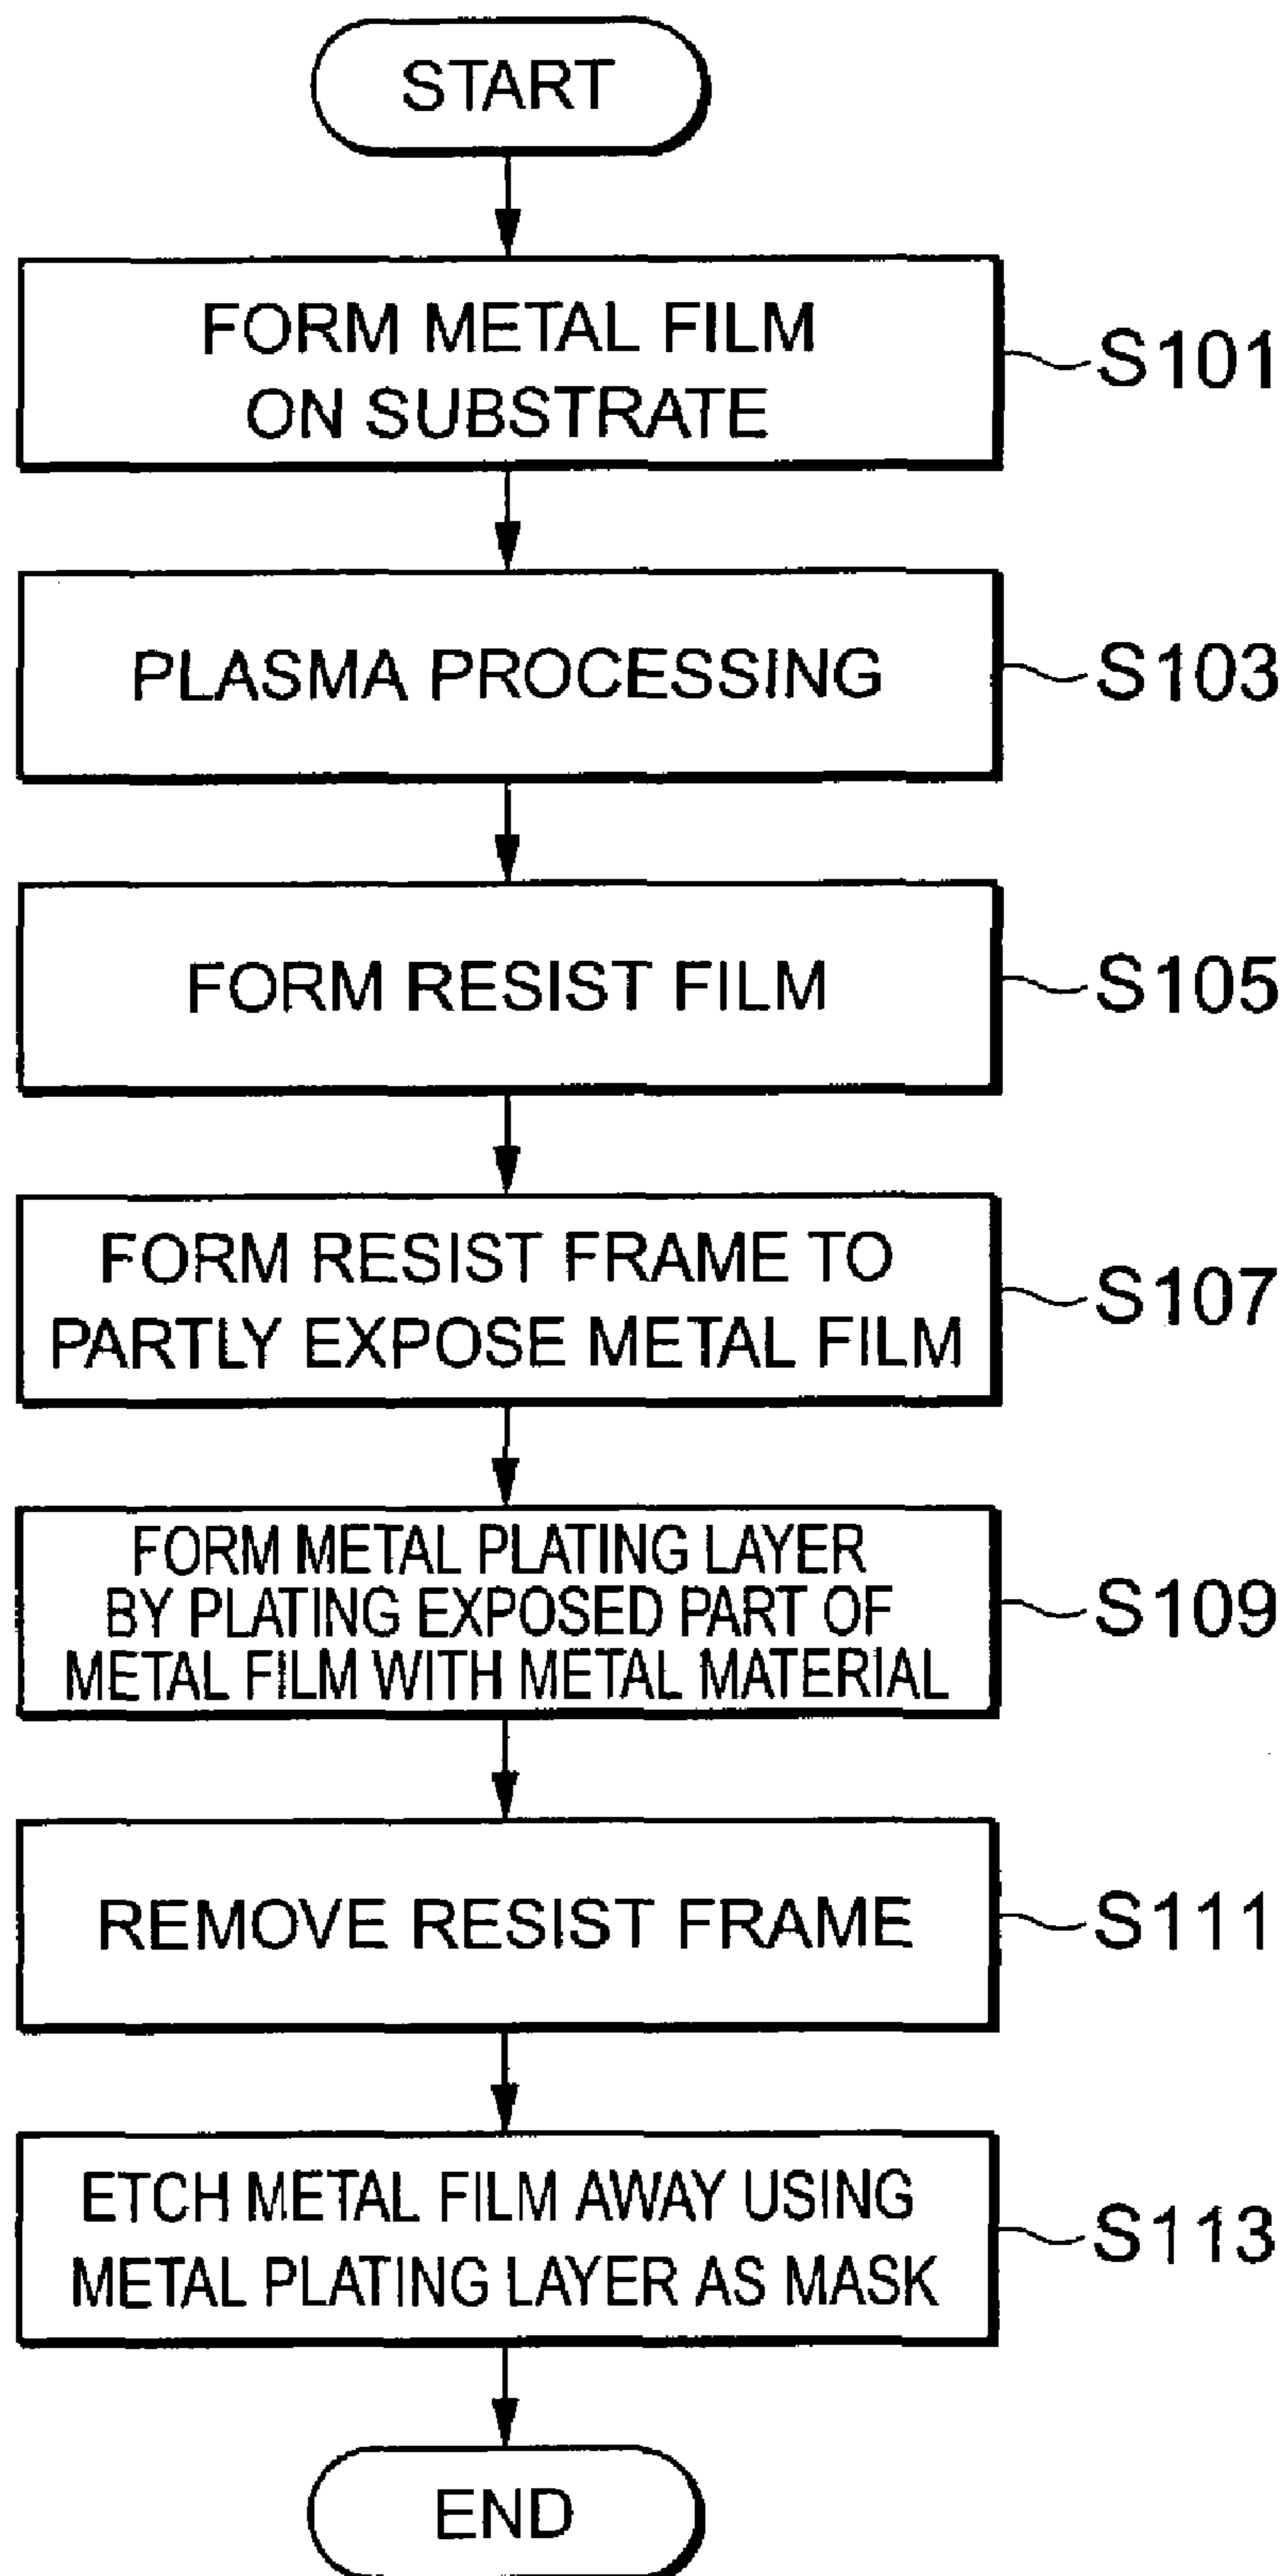 START
FORM METAL FILM
ON SUBSTRATE
S101
PLASMA PROCESSING
S103
FORM RESIST FILM
S105
FORM RESIST FRAME TO
PARTLY EXPOSE METAL FILM
S107
FORM METAL PLATING LAYER
BY PLATING EXPOSED PART OF
METAL FILM WITH METAL MATERIAL
S109
REMOVE RESIST FRAME
S111
ETCH METAL FILM AWAY USING
METAL PLATING LAYER AS MASK
S113
END